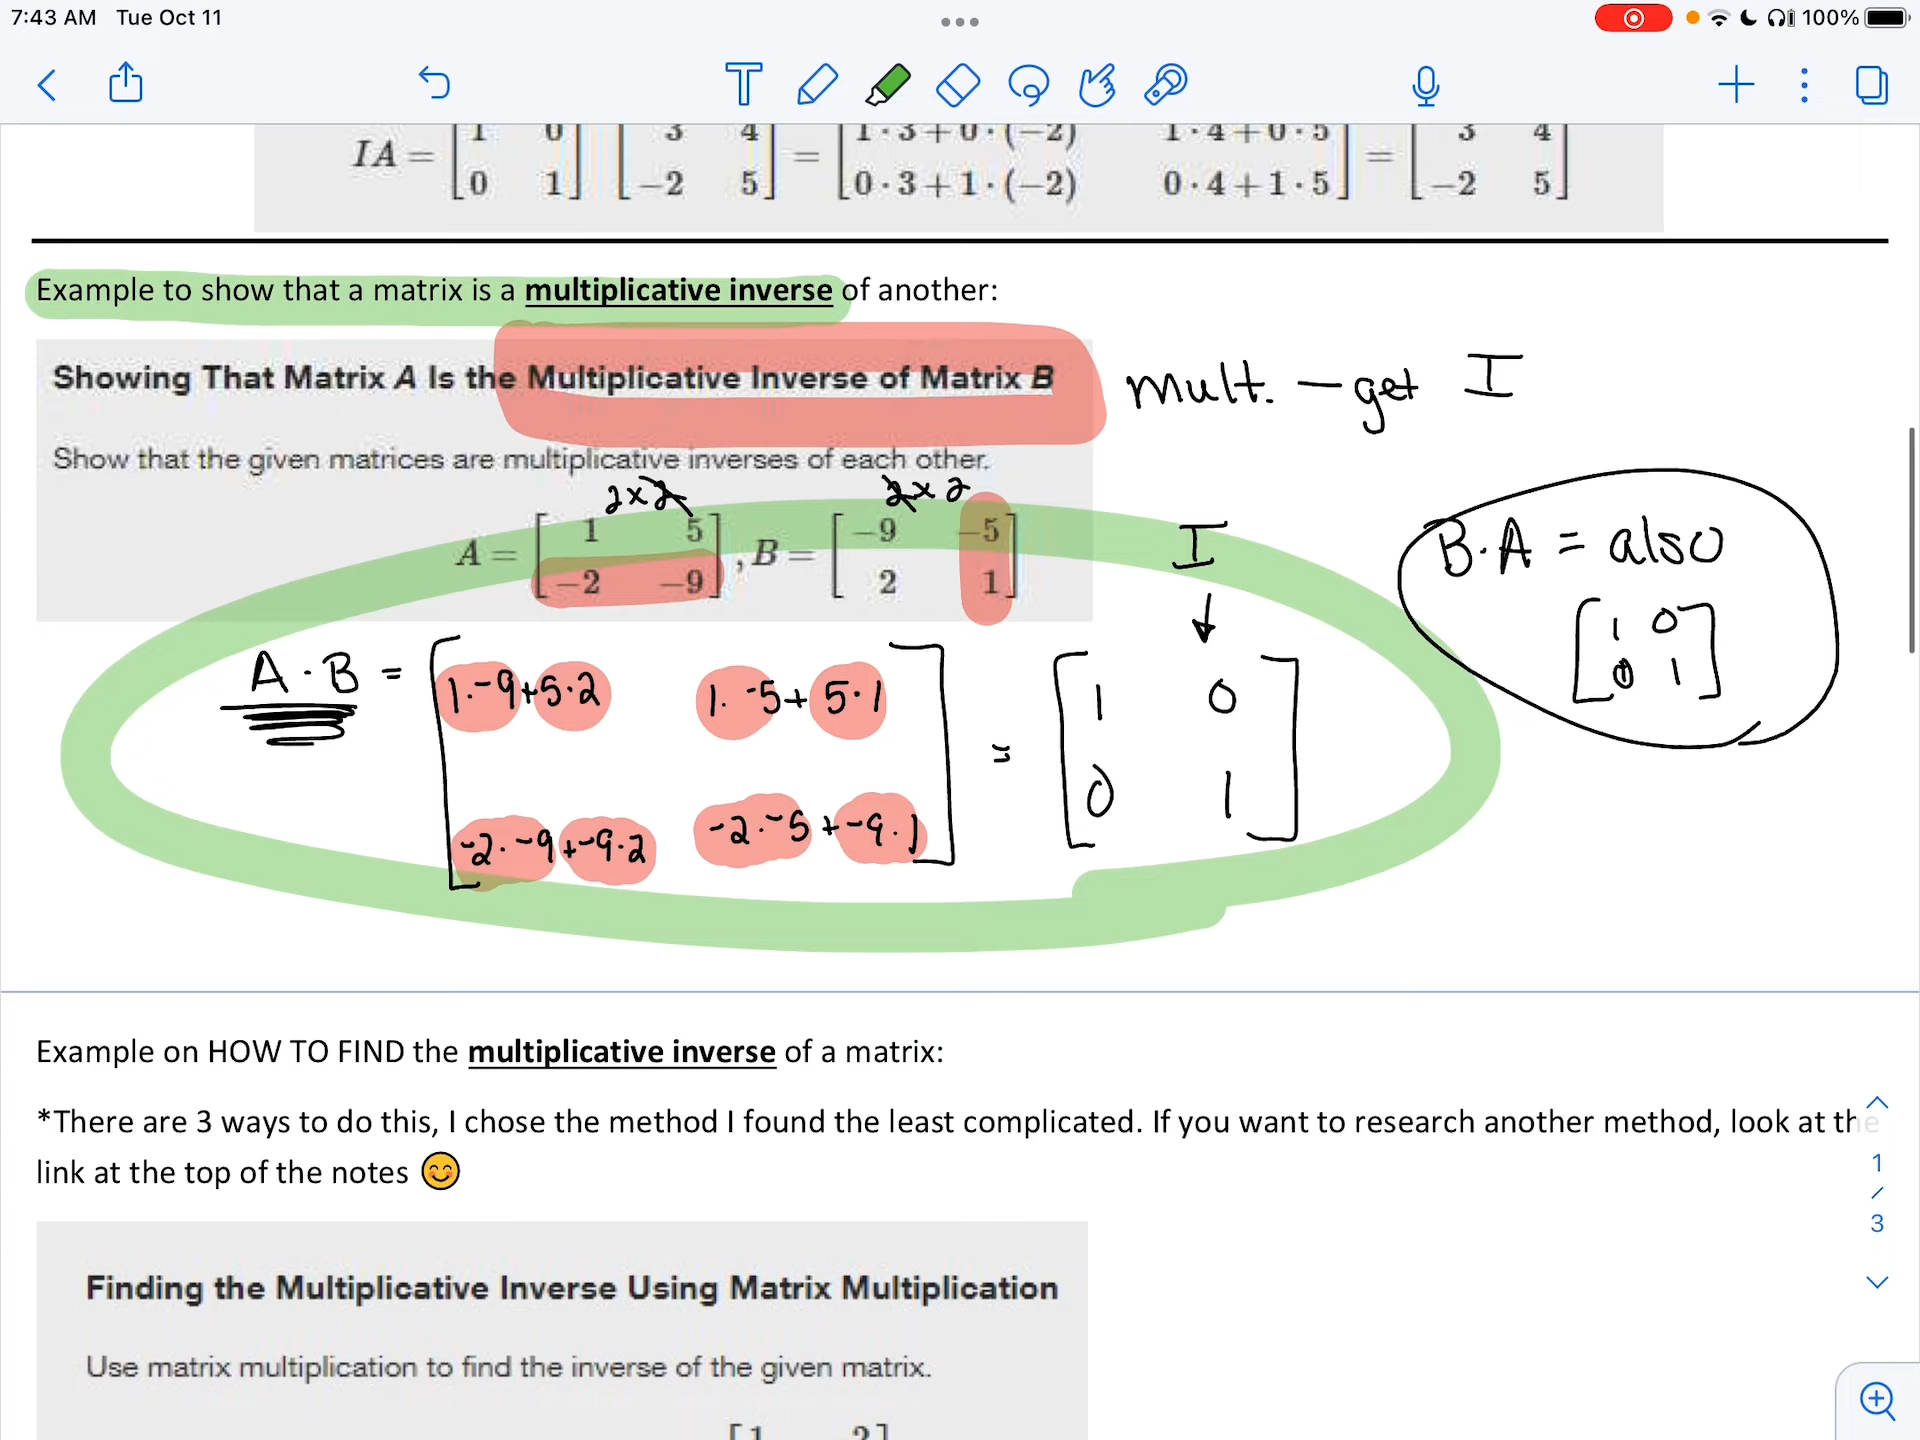 7:43 AM Tue Oct 11
100%
IA = [1 0 0 1] [3 4 −2 5] = [1·3+0·(−2) 1·4+0·5
0·3+1·(−2) 0·4+1·5] = [3 4 −2 5]
Example to show that a matrix is a multiplicative inverse of another:
Showing That Matrix A Is the Multiplicative Inverse of Matrix B
mult. – get I
Show that the given matrices are multiplicative inverses of each other.
2×2 2×2
A = [1 5 −2 −9], B = [−9 −5 2 1]
I
B·A = also
[1 0
0 1]
A·B = [1·-9+5·2 1·-5+5·1
-2·-9+-9·2 -2·-5+-9·1] = [1 0
0 1]
Example on HOW TO FIND the multiplicative inverse of a matrix:
*There are 3 ways to do this, I chose the method I found the least complicated. If you want to research another method, look at the
link at the top of the notes 😊
1
/
3
Finding the Multiplicative Inverse Using Matrix Multiplication
Use matrix multiplication to find the inverse of the given matrix.